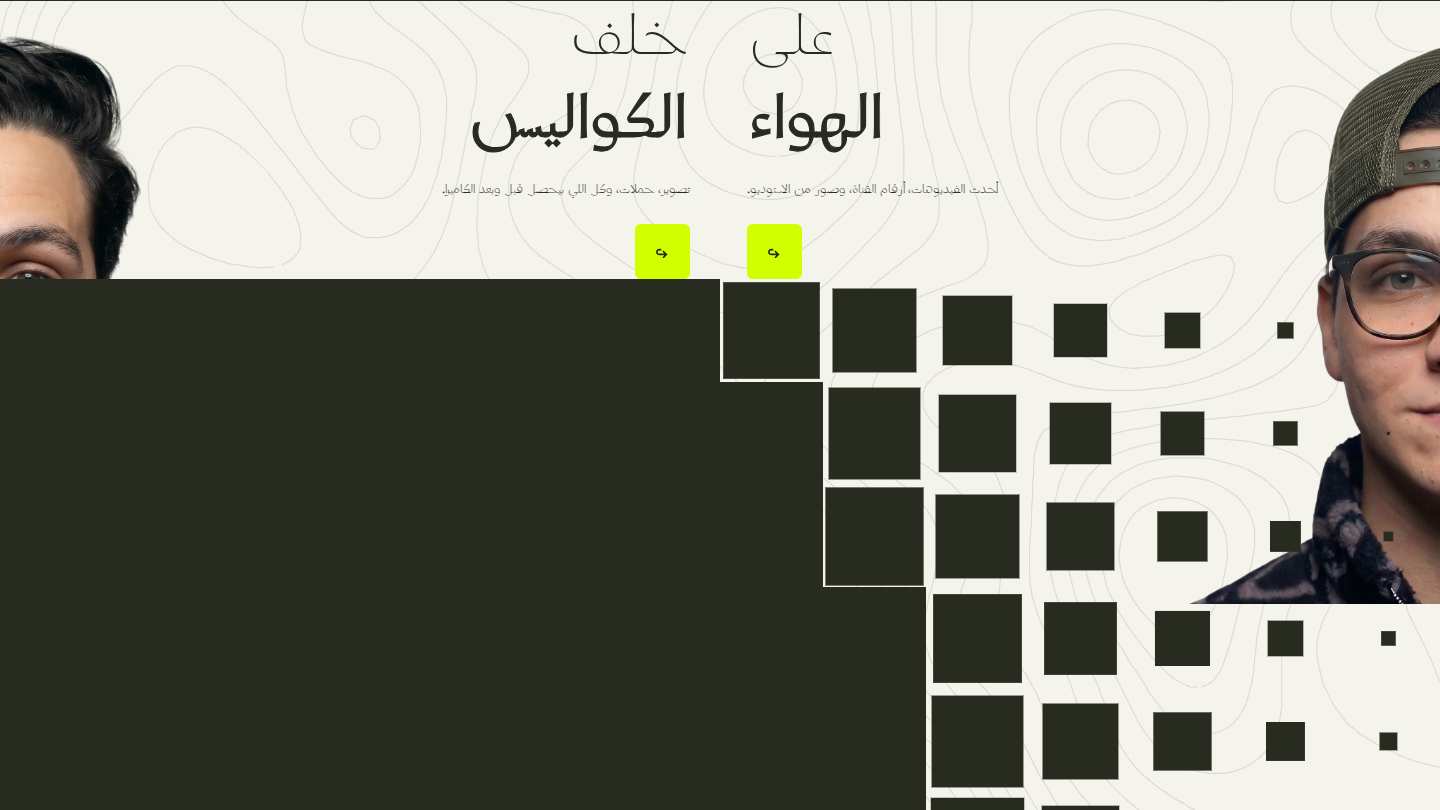 على
الهواء
أحدث الفيديوهات، أرقام القناة، وصور من الاستوديو.
خلف
الكواليس
تصوير، حملات، وكل اللي بيحصل قبل وبعد الكاميرا.